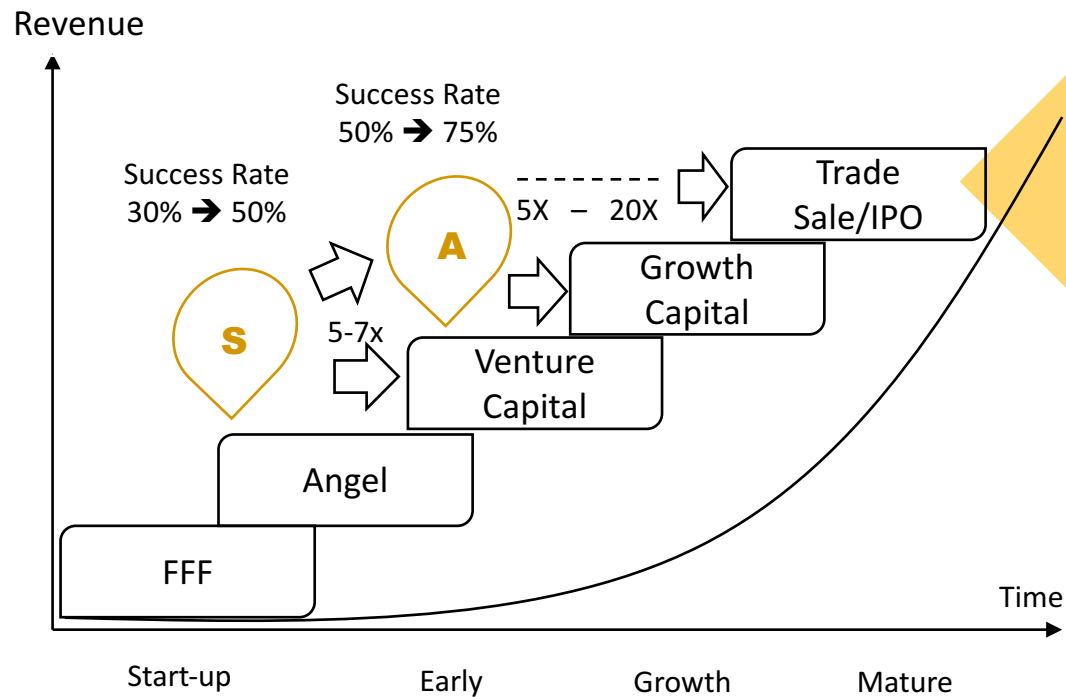 Revenue
Success Rate
50% 🡺 75%
Success Rate
30% 🡺 50%
Trade
Sale/IPO
5X – 20X
A
Growth
Capital
S
5-7x
Venture
Capital
Angel
FFF
Time
Start-up
Early
Growth
Mature